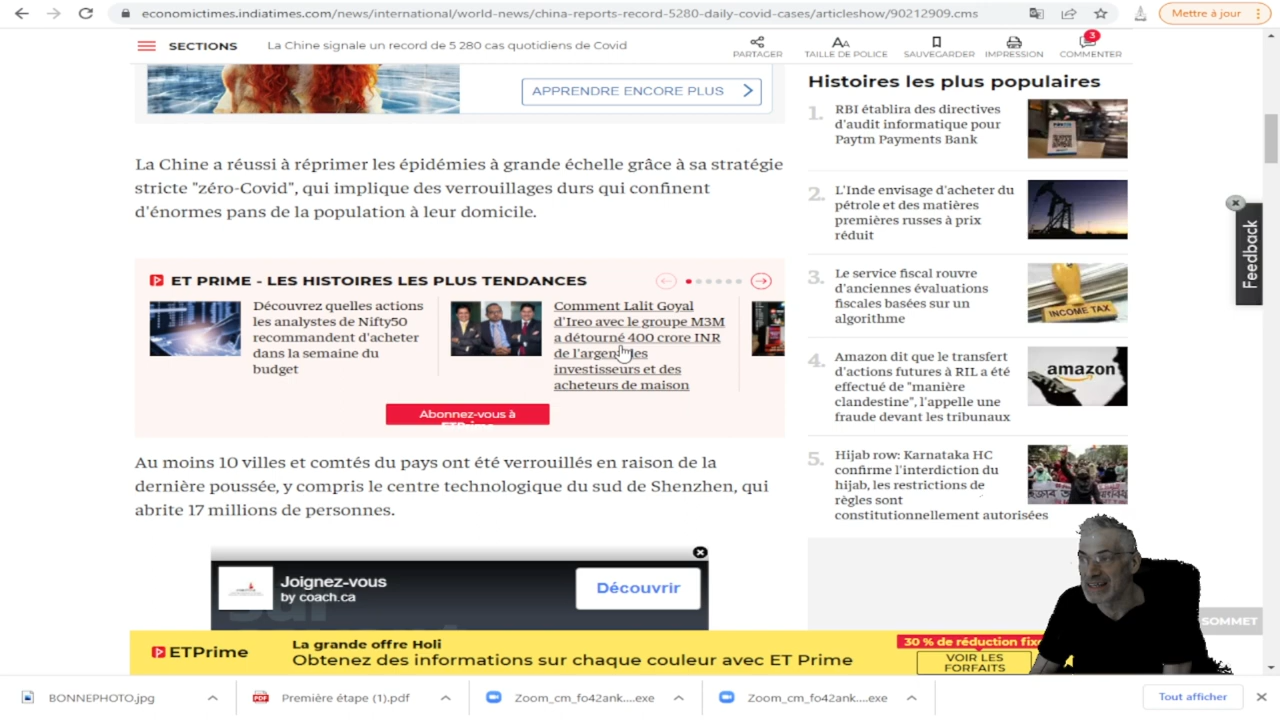 economictimes.indiatimes.com/news/international/world-news/china-reports-record-5280-daily-covid-cases/articleshow/90212909.cms
Mettre à jour
SECTIONS
La Chine signale un record de 5 280 cas quotidiens de Covid
PARTAGER
AA
TAILLE DE POLICE
SAUVEGARDER
IMPRESSION
3
COMMENTER
APPRENDRE ENCORE PLUS
La Chine a réussi à réprimer les épidémies à grande échelle grâce à sa stratégie
stricte "zéro-Covid", qui implique des verrouillages durs qui confinent
d'énormes pans de la population à leur domicile.
ET PRIME - LES HISTOIRES LES PLUS TENDANCES
Découvrez quelles actions
les analystes de Nifty50
recommandent d'acheter
dans la semaine du
budget
Comment Lalit Goyal
d'Ireo avec le groupe M3M
a détourné 400 crore INR
de l'argent des
investisseurs et des
acheteurs de maison
Abonnez-vous à
ETPrime
Au moins 10 villes et comtés du pays ont été verrouillés en raison de la
dernière poussée, y compris le centre technologique du sud de Shenzhen, qui
abrite 17 millions de personnes.
Joignez-vous
by coach.ca
Découvrir
Histoires les plus populaires
1.
RBI établira des directives
d'audit informatique pour
Paytm Payments Bank
2.
L'Inde envisage d'acheter du
pétrole et des matières
premières russes à prix
réduit
3.
Le service fiscal rouvre
d'anciennes évaluations
fiscales basées sur un
algorithme
INCOME TAX
4.
Amazon dit que le transfert
d'actions futures à RIL a été
effectué de "manière
clandestine", l'appelle une
fraude devant les tribunaux
amazon
5.
Hijab row: Karnataka HC
confirme l'interdiction du
hijab, les restrictions de
règles sont
constitutionnellement autorisées
Feedback
SOMMET
ETPrime
La grande offre Holi
Obtenez des informations sur chaque couleur avec ET Prime
30 % de réduction fixe
VOIR LES
FORFAITS
BONNEPHOTO.jpg
PDF
Première étape (1).pdf
Zoom_cm_fo42ank....exe
Zoom_cm_fo42ank....exe
Tout afficher